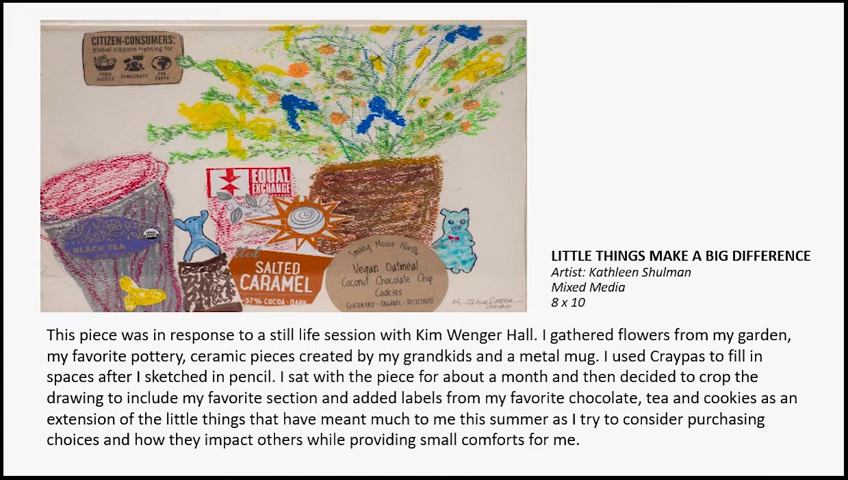 CITIZEN-CONSUMERS:
global citizens fighting for
FOOD JUSTICE
DEMOCRACY
THE EARTH
EQUAL
EXCHANGE
BLACK TEA
SALTED
CARAMEL
57% COCOA • DARK
Vegan Oatmeal
Coconut Chocolate Chip
Cookies
GLUTEN FREE - ORGANIC - DELICIOUS!
LITTLE THINGS MAKE A BIG DIFFERENCE
Artist: Kathleen Shulman
Mixed Media
8 x 10
This piece was in response to a still life session with Kim Wenger Hall. I gathered flowers from my garden,
my favorite pottery, ceramic pieces created by my grandkids and a metal mug. I used Craypas to fill in
spaces after I sketched in pencil. I sat with the piece for about a month and then decided to crop the
drawing to include my favorite section and added labels from my favorite chocolate, tea and cookies as an
extension of the little things that have meant much to me this summer as I try to consider purchasing
choices and how they impact others while providing small comforts for me.